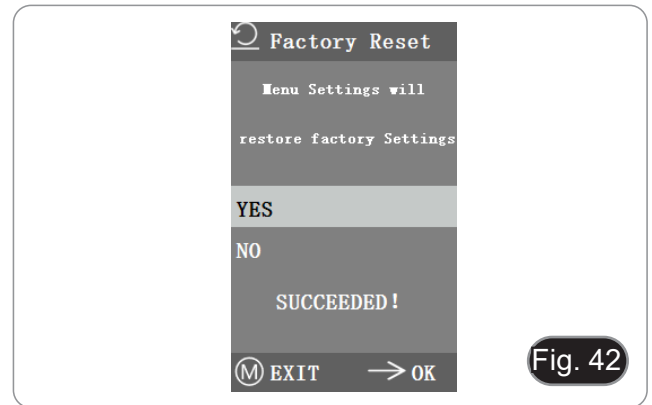 Factory Reset
Menu Settings will
restore factory Settings
YES
NO
SUCCEEDED!
M EXIT → OK
Fig. 42